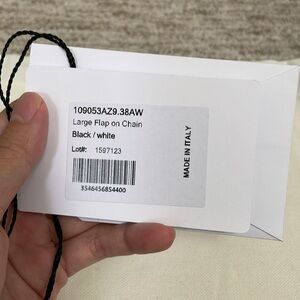 109053AZ9.38AW
Large Flap on Chain
Black / white
Lot#: 1597123
3546456854400
MADE IN ITALY